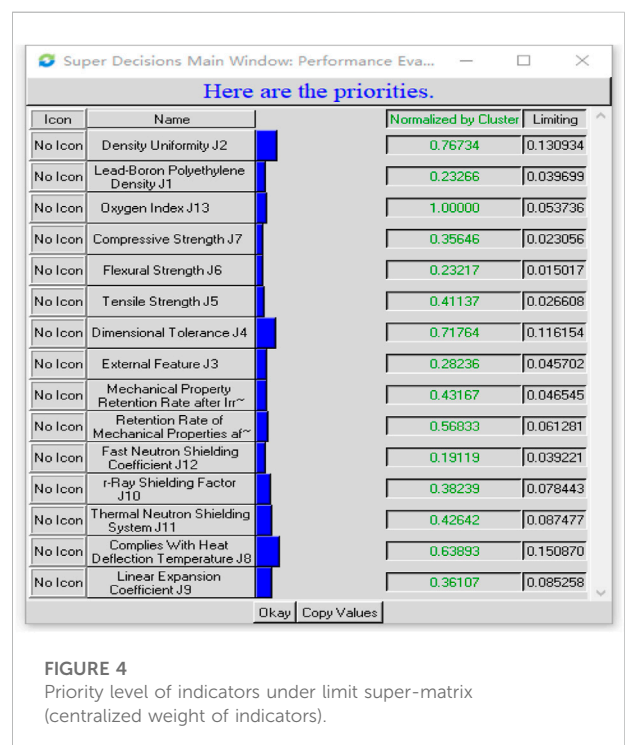 Super Decisions Main Window: Performance Eva...
Here are the priorities.
Icon Name Normalized by Cluster Limiting
No Icon Density Uniformity J2 0.76734 0.130934
No Icon Lead-Boron Polyethylene Density J1 0.23266 0.039699
No Icon Oxygen Index J13 1.00000 0.053736
No Icon Compressive Strength J7 0.35646 0.023056
No Icon Flexural Strength J6 0.23217 0.015017
No Icon Tensile Strength J5 0.41137 0.026608
No Icon Dimensional Tolerance J4 0.71764 0.116154
No Icon External Feature J3 0.28236 0.045702
No Icon Mechanical Property Retention Rate after Irr~ 0.43167 0.046545
No Icon Retention Rate of Mechanical Properties af~ 0.56833 0.061281
No Icon Fast Neutron Shielding Coefficient J12 0.19119 0.039221
No Icon r-Ray Shielding Factor J10 0.38239 0.078443
No Icon Thermal Neutron Shielding System J11 0.42642 0.087477
No Icon Complies With Heat Deflection Temperature J8 0.63893 0.150870
No Icon Linear Expansion Coefficient J9 0.36107 0.085258
Okay Copy Values
FIGURE 4
Priority level of indicators under limit super-matrix
(centralized weight of indicators).